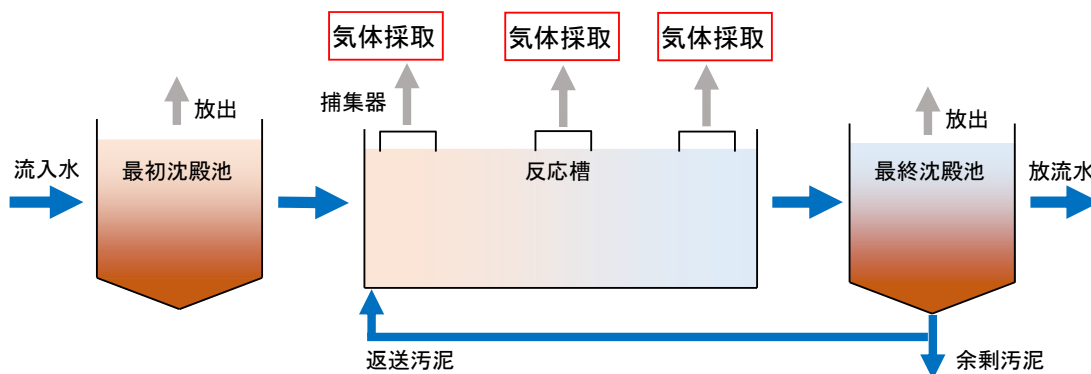 気体採取
気体採取
気体採取
捕集器
放出
放出
流入水
最初沈殿池
反応槽
最終沈殿池
放流水
返送汚泥
余剰汚泥